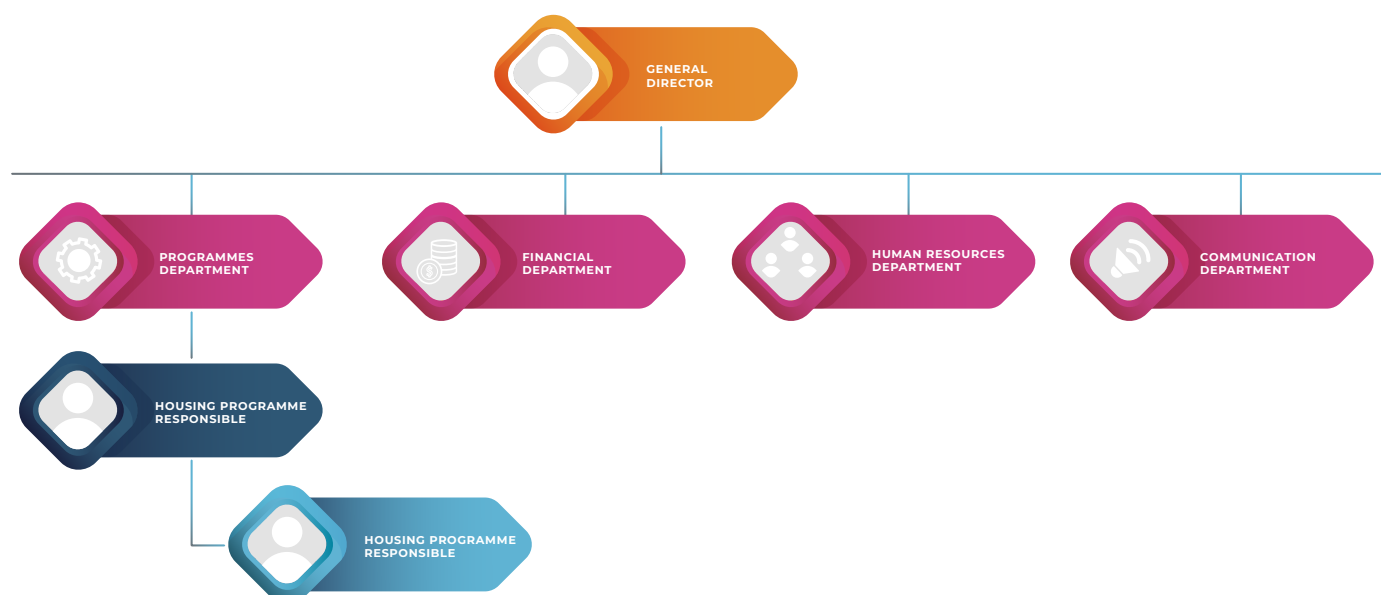 GENERAL
DIRECTOR
PROGRAMMES
DEPARTMENT
FINANCIAL
DEPARTMENT
HUMAN RESOURCES
DEPARTMENT
COMMUNICATION
DEPARTMENT
HOUSING PROGRAMME
RESPONSIBLE
HOUSING PROGRAMME
RESPONSIBLE